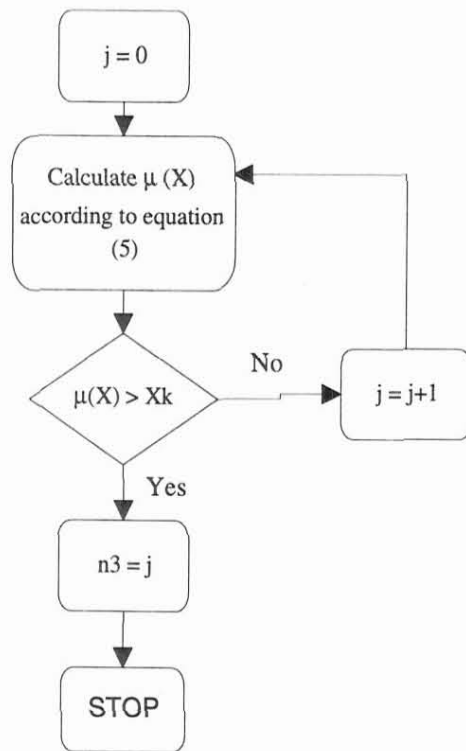 j = 0
Calculate μ (X)
according to equation
(5)
μ(X) > Xk
No
j = j+1
Yes
n3 = j
STOP